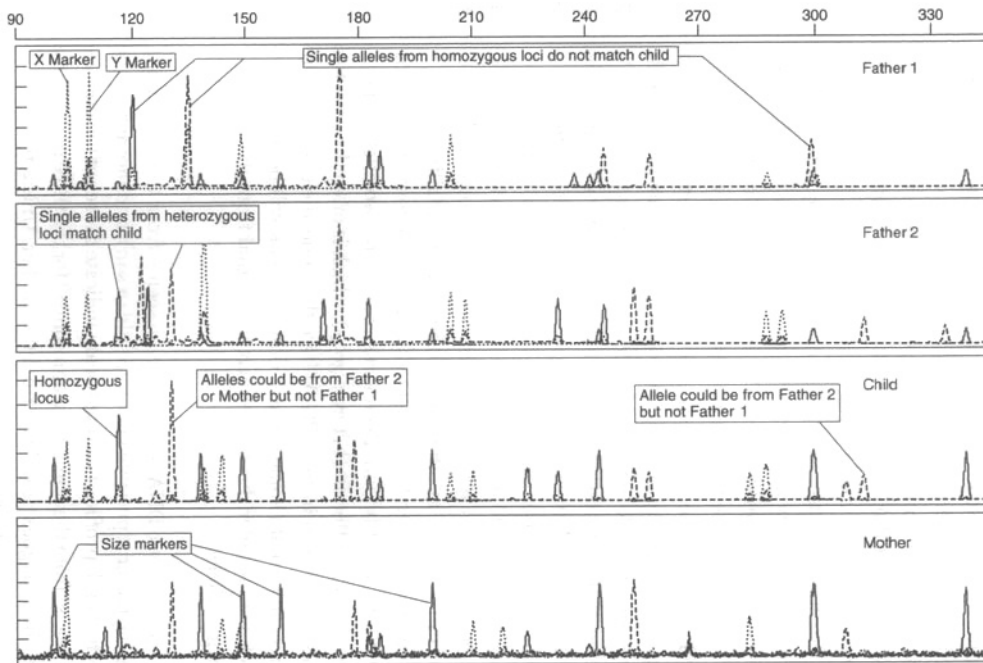 90 120 150 180 210 240 270 300 330
X Marker
Y Marker
Single alleles from homozygous loci do not match child
Father 1
Single alleles from heterozygous
loci match child
Father 2
Homozygous
locus
Alleles could be from Father 2
or Mother but not Father 1
Allele could be from Father 2
but not Father 1
Child
Size markers
Mother